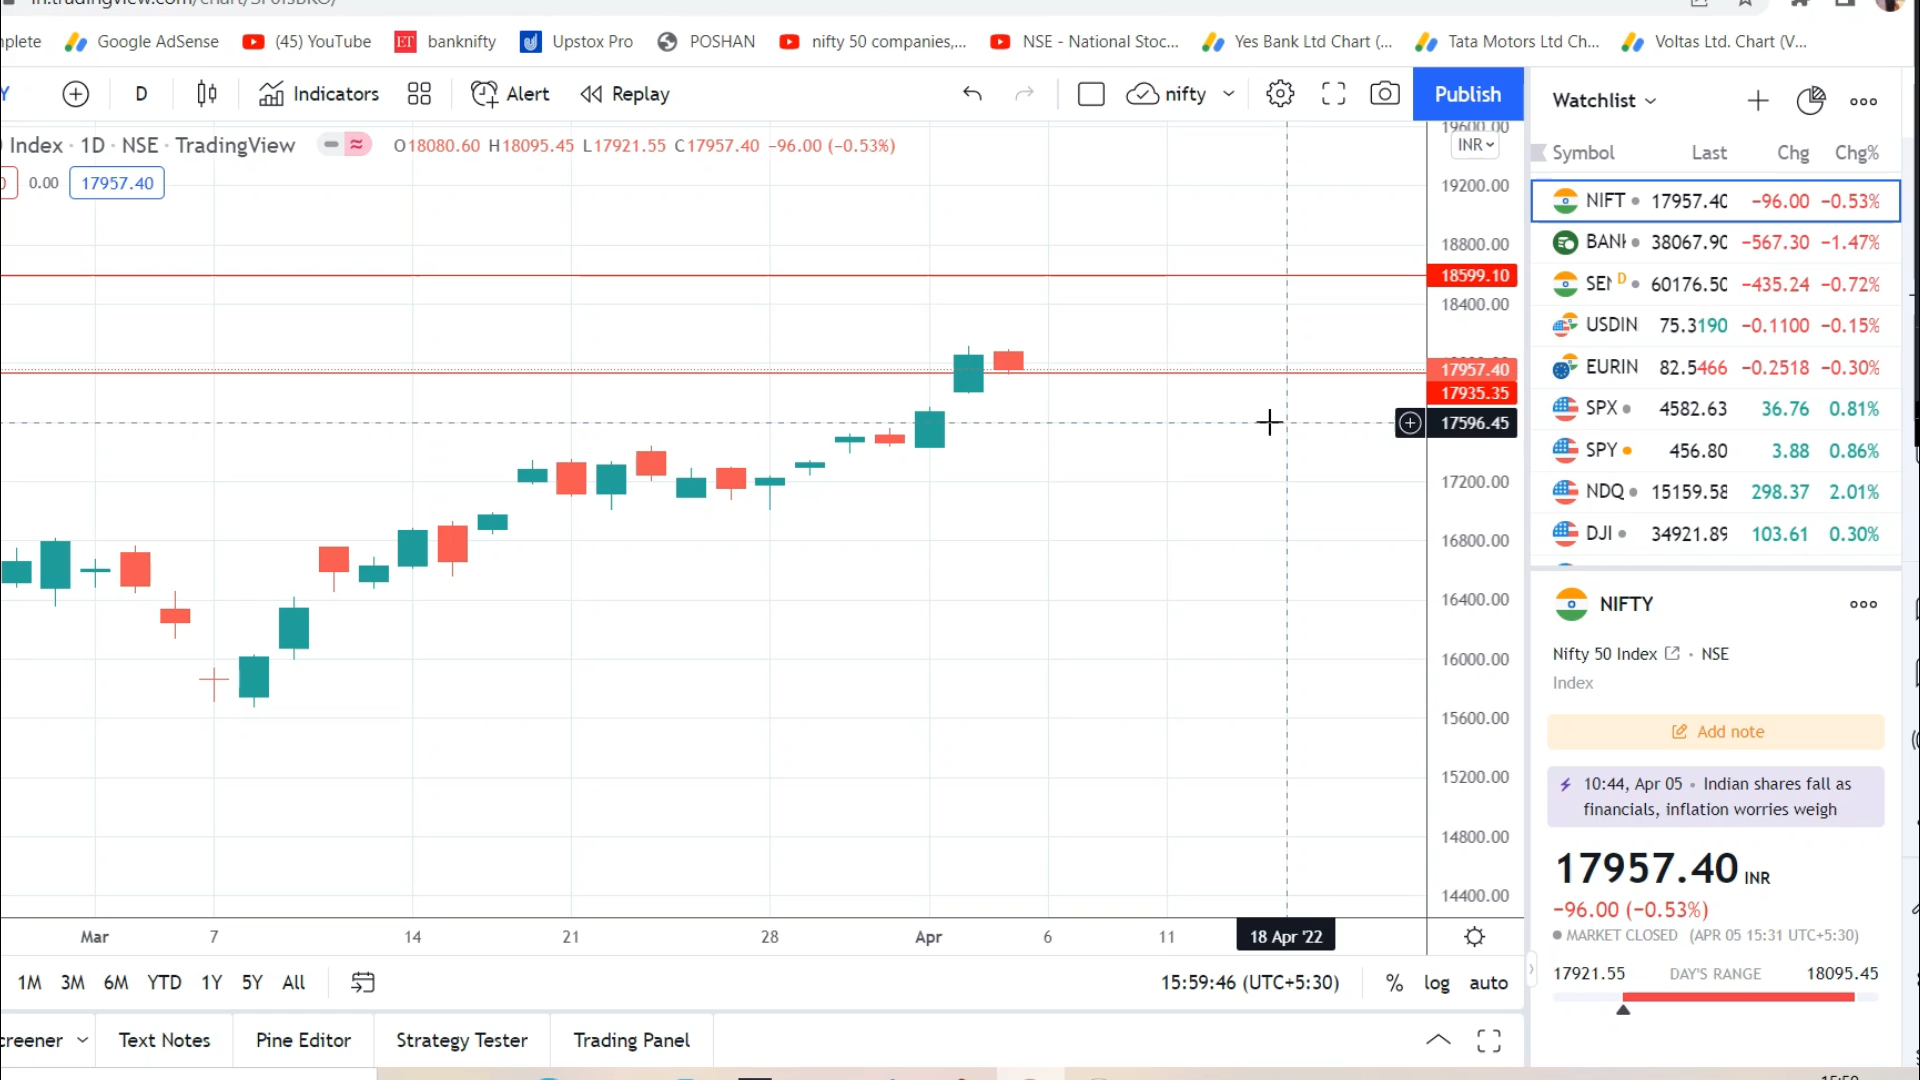 in.tradingview.com/chart/
Google AdSense (45) YouTube ET banknifty Upstox Pro POSHAN nifty 50 companies,... NSE - National Stoc... Yes Bank Ltd Chart (... Tata Motors Ltd Ch... Voltas Ltd. Chart (V...
Y D Indicators Alert Replay nifty Publish
Watchlist
Index · 1D · NSE · TradingView O18080.60 H18095.45 L17921.55 C17957.40 −96.00 (−0.53%)
0.00 17957.40
19600.00
INR
19200.00
18800.00
18599.10
18400.00
17957.40
17935.35
17596.45
17200.00
16800.00
16400.00
16000.00
15600.00
15200.00
14800.00
14400.00
Mar 7 14 21 28 Apr 6 11 18 Apr '22
1M 3M 6M YTD 1Y 5Y All 15:59:46 (UTC+5:30) % log auto
creener Text Notes Pine Editor Strategy Tester Trading Panel
Symbol Last Chg Chg%
NIFT 17957.40 −96.00 −0.53%
BANK 38067.90 −567.30 −1.47%
SEN D 60176.50 −435.24 −0.72%
USDIN 75.3190 −0.1100 −0.15%
EURIN 82.5466 −0.2518 −0.30%
SPX 4582.63 36.76 0.81%
SPY 456.80 3.88 0.86%
NDQ 15159.58 298.37 2.01%
DJI 34921.89 103.61 0.30%
NIFTY
Nifty 50 Index · NSE
Index
Add note
10:44, Apr 05 • Indian shares fall as
financials, inflation worries weigh
17957.40 INR
−96.00 (−0.53%)
MARKET CLOSED (APR 05 15:31 UTC+5:30)
17921.55 DAY'S RANGE 18095.45